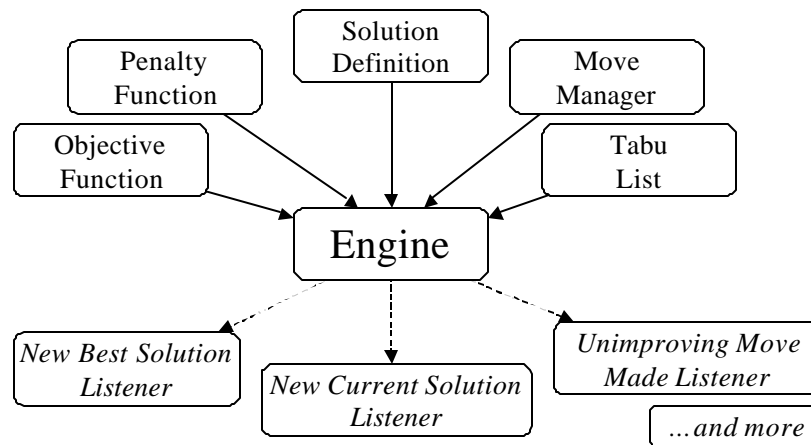 Solution
Definition
Penalty
Function
Move
Manager
Objective
Function
Tabu
List
Engine
New Best Solution
Listener
New Current Solution
Listener
Unimproving Move
Made Listener
...and more